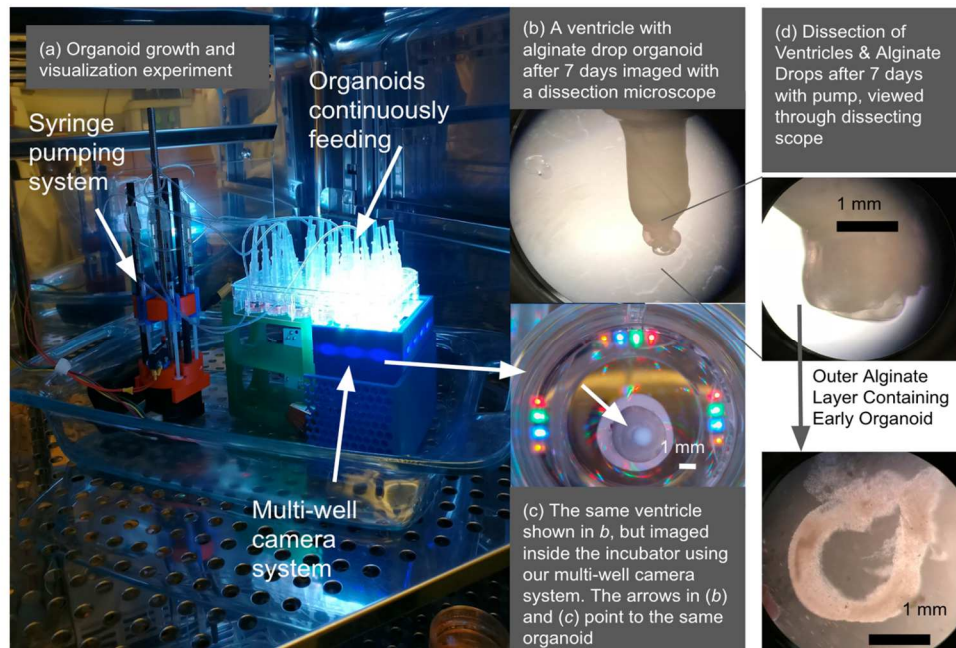 (a) Organoid growth and
visualization experiment
Syringe
pumping
system
Organoids
continuously
feeding
Multi-well
camera
system
(b) A ventricle with
alginate drop organoid
after 7 days imaged with
a dissection microscope
1 mm
(c) The same ventricle
shown in b, but imaged
inside the incubator using
our multi-well camera
system. The arrows in (b)
and (c) point to the same
organoid
(d) Dissection of
Ventricles & Alginate
Drops after 7 days
with pump, viewed
through dissecting
scope
1 mm
Outer Alginate
Layer Containing
Early Organoid
1 mm